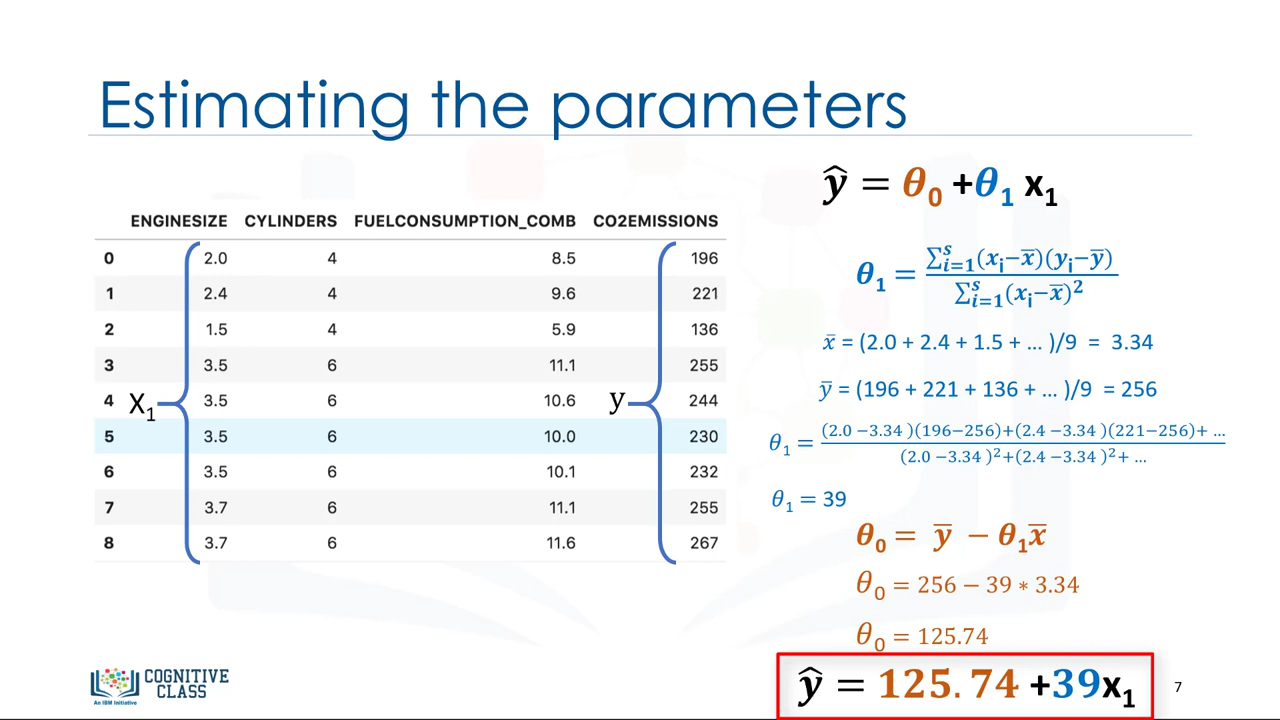 Estimating the parameters
ENGINESIZE CYLINDERS FUELCONSUMPTION_COMB CO2EMISSIONS
0 2.0 4 8.5 196
1 2.4 4 9.6 221
2 1.5 4 5.9 136
3 3.5 6 11.1 255
4 3.5 6 10.6 244
5 3.5 6 10.0 230
6 3.5 6 10.1 232
7 3.7 6 11.1 255
8 3.7 6 11.6 267
X₁
y
ŷ = θ₀ +θ₁ x₁
θ₁ = ∑ˢᵢ₌₁(xᵢ−x̅)(yᵢ−y̅) / ∑ˢᵢ₌₁(xᵢ−x̅)²
x̅ = (2.0 + 2.4 + 1.5 + ... )/9 = 3.34
y̅ = (196 + 221 + 136 + ... )/9 = 256
θ₁ = (2.0 −3.34 )(196−256)+(2.4 −3.34 )(221−256)+ ... / (2.0 −3.34 )²+(2.4 −3.34 )²+ ...
θ₁ = 39
θ₀ = y̅ − θ₁x̅
θ₀ = 256 − 39 ∗ 3.34
θ₀ = 125.74
ŷ = 125.74 +39x₁
COGNITIVE
CLASS
An IBM Initiative
7